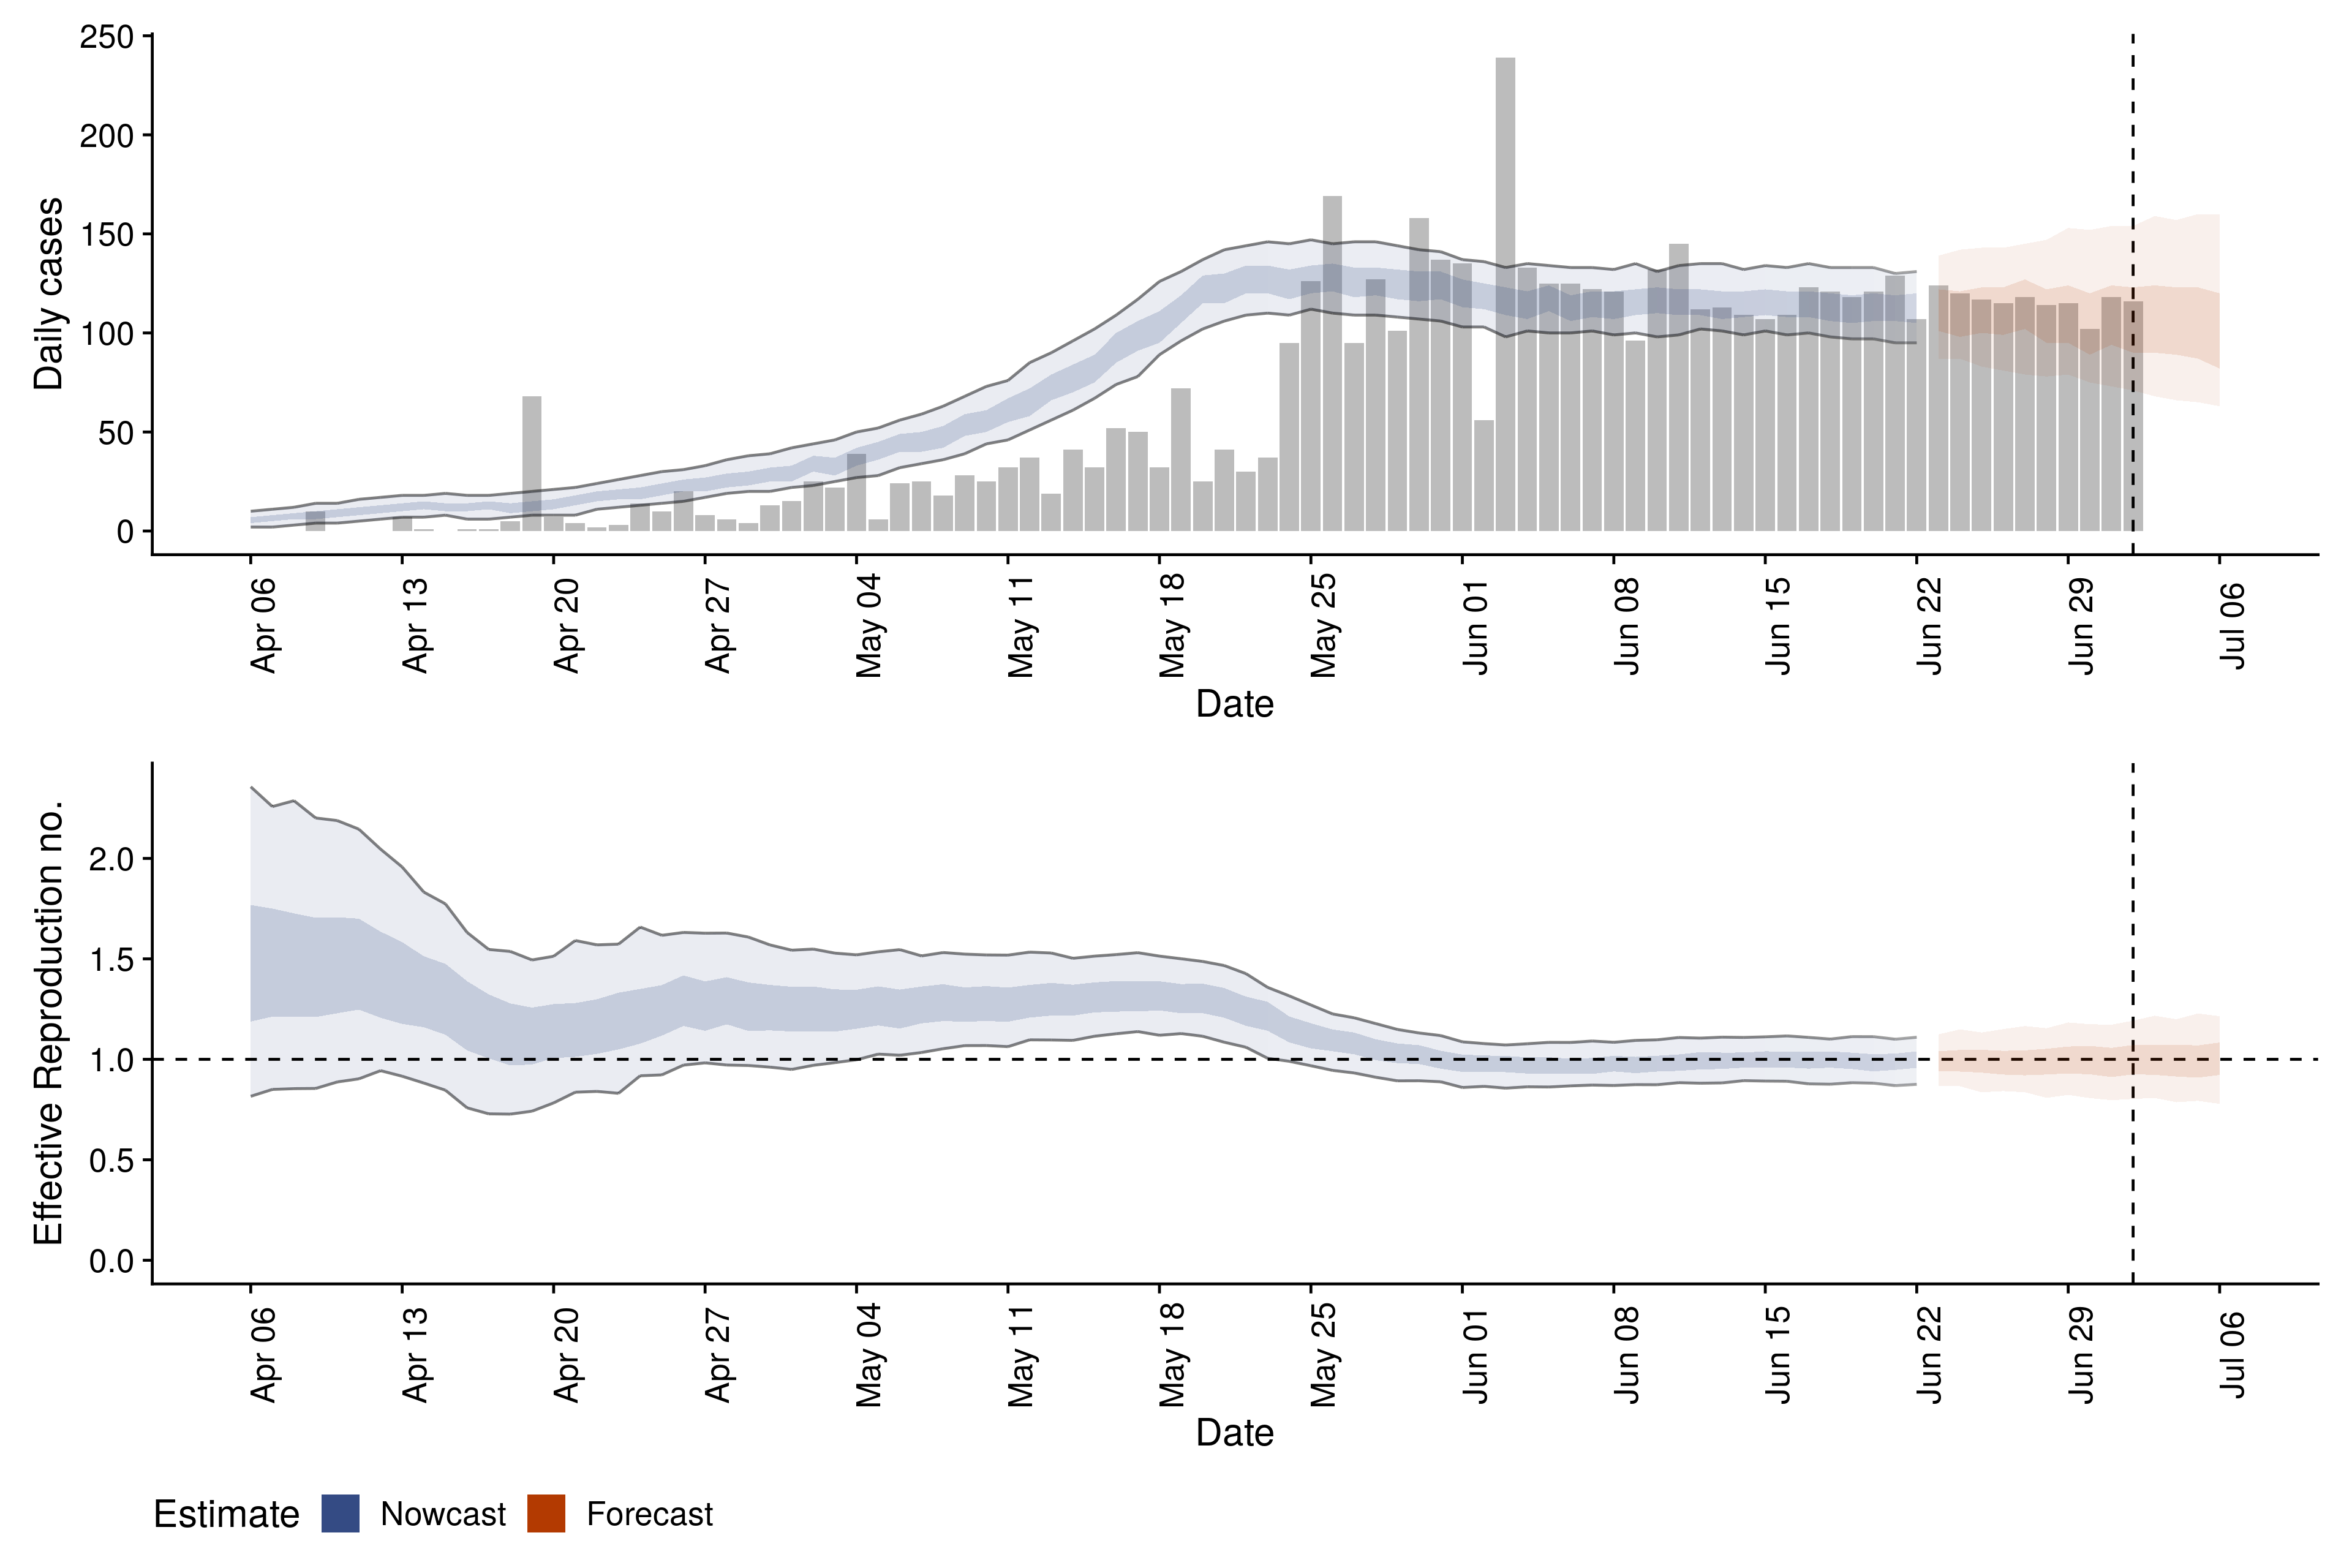 Daily cases
250
200
150
100
50
0
Apr 06
Apr 13
Apr 20
Apr 27
May 04
May 11
May 18
May 25
Jun 01
Jun 08
Jun 15
Jun 22
Jun 29
Jul 06
Date
Effective Reproduction no.
2.0
1.5
1.0
0.5
0.0
Apr 06
Apr 13
Apr 20
Apr 27
May 04
May 11
May 18
May 25
Jun 01
Jun 08
Jun 15
Jun 22
Jun 29
Jul 06
Date
Estimate Nowcast Forecast